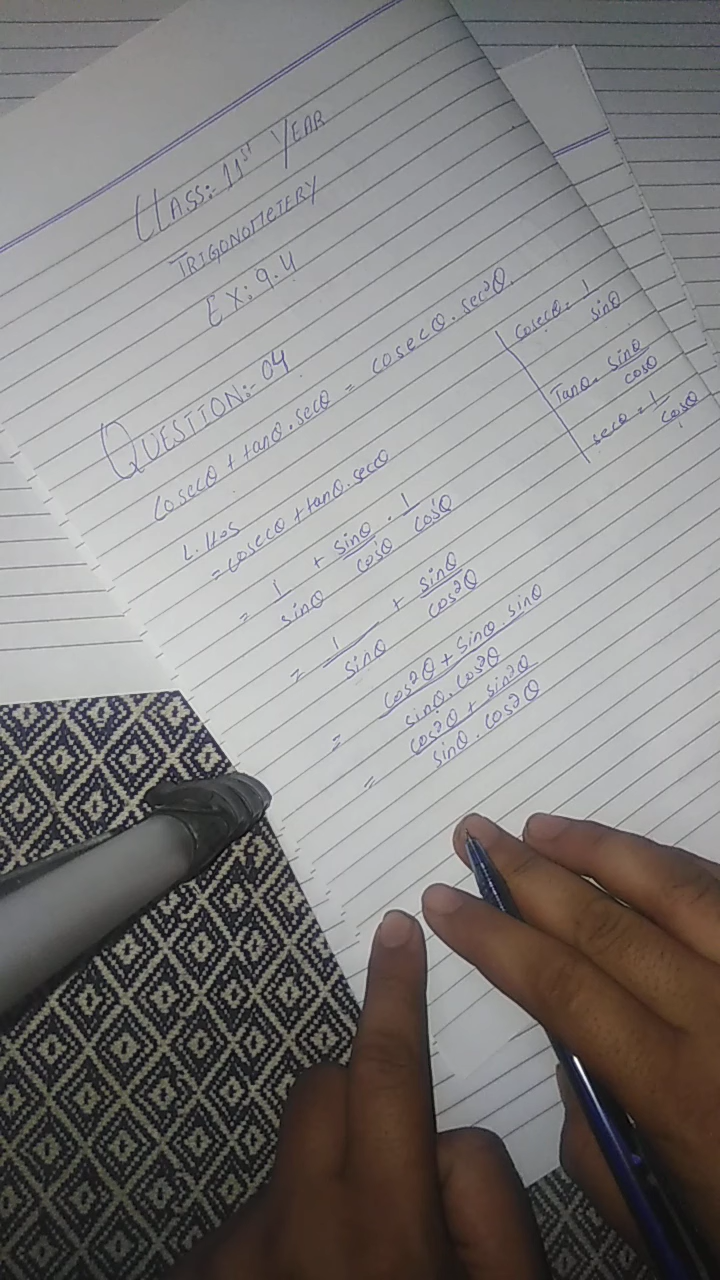 CLASS:- 11st YEAR
TRIGONOMETERY
EX: 9.4
QUESTION:- 04
cosecθ + tanθ . secθ = cosecθ . sec²θ.
cosecθ = 1/sinθ
Tanθ = sinθ/cosθ
secθ = 1/cosθ
L.H.S
= cosecθ + tanθ . secθ
= 1/sinθ + sinθ/cosθ . 1/cosθ
= 1/sinθ + sinθ/cos²θ
= cos²θ + sinθ . sinθ / sinθ . cos²θ
= cos²θ + sin²θ / sinθ . cos²θ